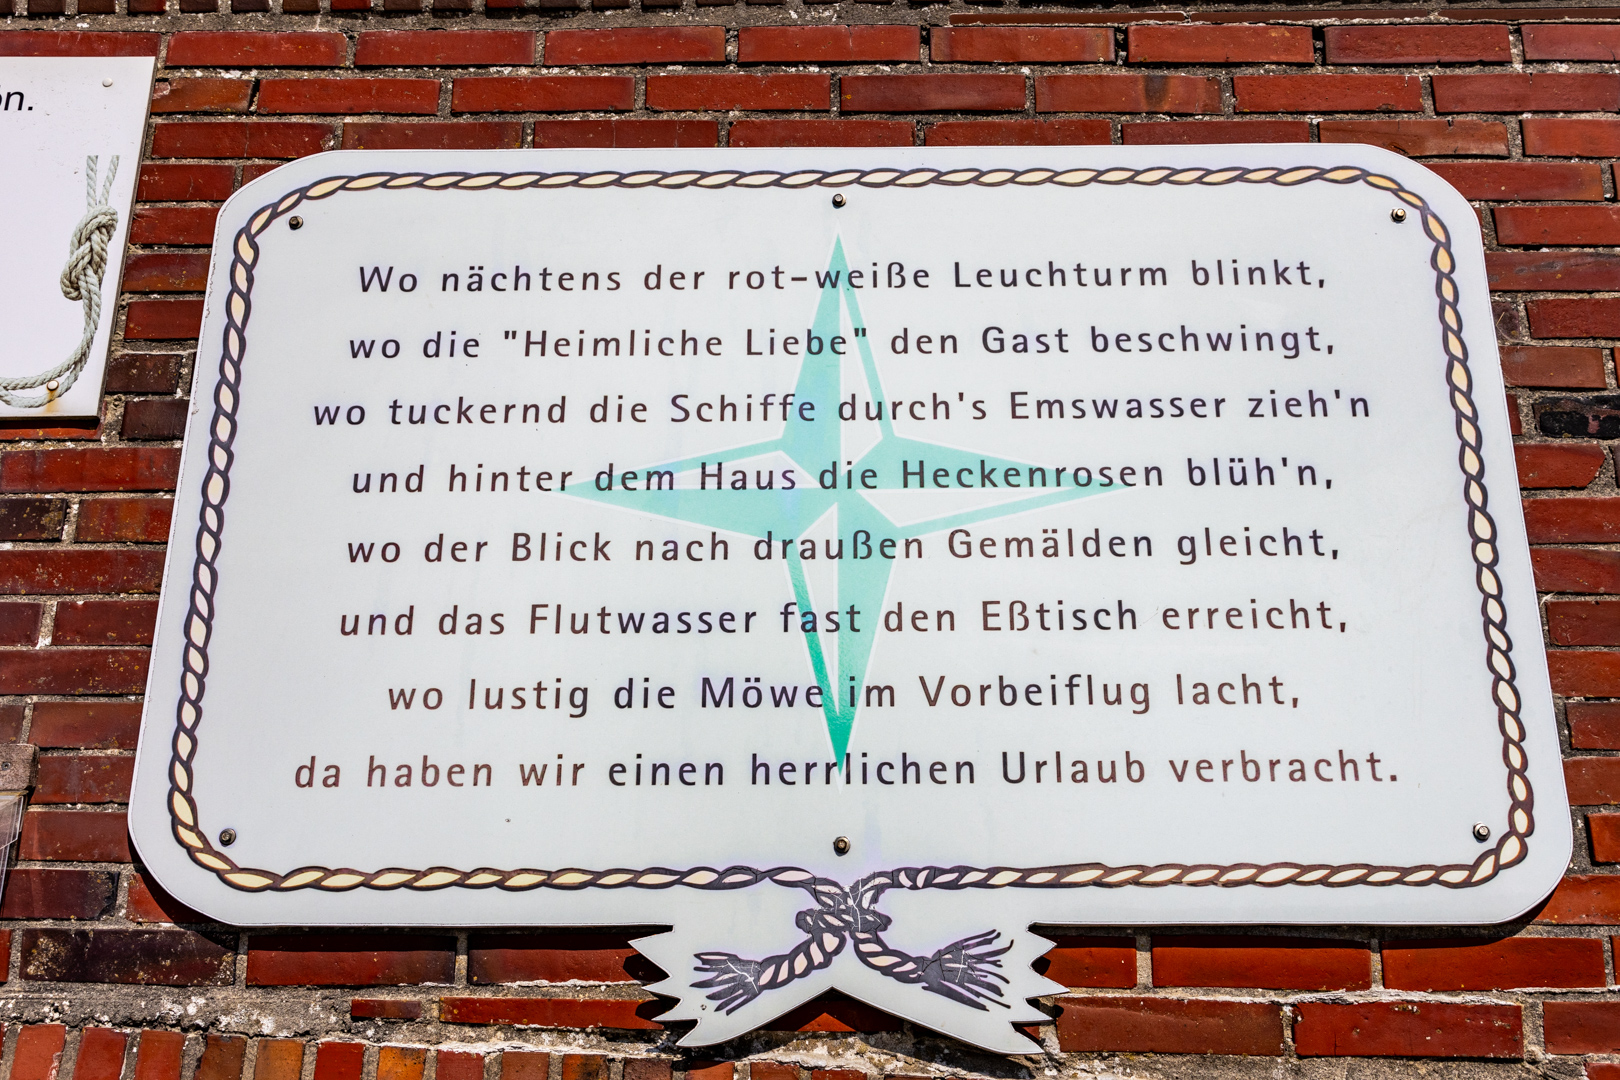 Wo nächtens der rot-weiße Leuchturm blinkt,
wo die "Heimliche Liebe" den Gast beschwingt,
wo tuckernd die Schiffe durch's Emswasser zieh'n
und hinter dem Haus die Heckenrosen blüh'n,
wo der Blick nach draußen Gemälden gleicht,
und das Flutwasser fast den Eßtisch erreicht,
wo lustig die Möwe im Vorbeiflug lacht,
da haben wir einen herrlichen Urlaub verbracht.